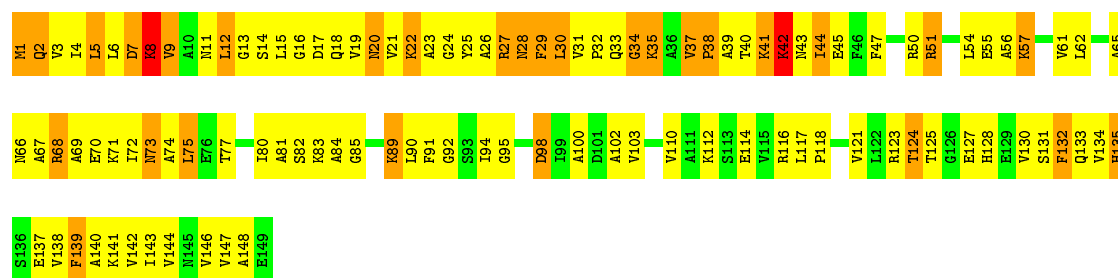 M1 Q2 V3 I4 L5 L6 D7 K8 V9 A10 N11 L12 G13 S14 L15 G16 D17 Q18 V19 N20 V21 K22 A23 G24 Y25 A26 R27 N28 F29 L30 V31 P32 Q33 G34 K35 A36 V37 P38 A39 T40 K41 K42 N43 I44 E45 F46 F47 R50 R51 L54 E55 A56 K57 V61 L62 A65
N66 A67 R68 A69 E70 K71 I72 N73 A74 L75 E76 T77 I80 A81 S82 K83 A84 G85 K89 L90 F91 G92 S93 I94 G95 D98 I99 A100 D101 A102 V103 V110 A111 K112 S113 E114 V115 R116 L117 P118 V121 L122 R123 T124 T125 G126 E127 H128 E129 V130 S131 F132 Q133 V134 H135
S136 E137 V138 F139 A140 K141 V142 I143 V144 N145 V146 V147 A148 E149